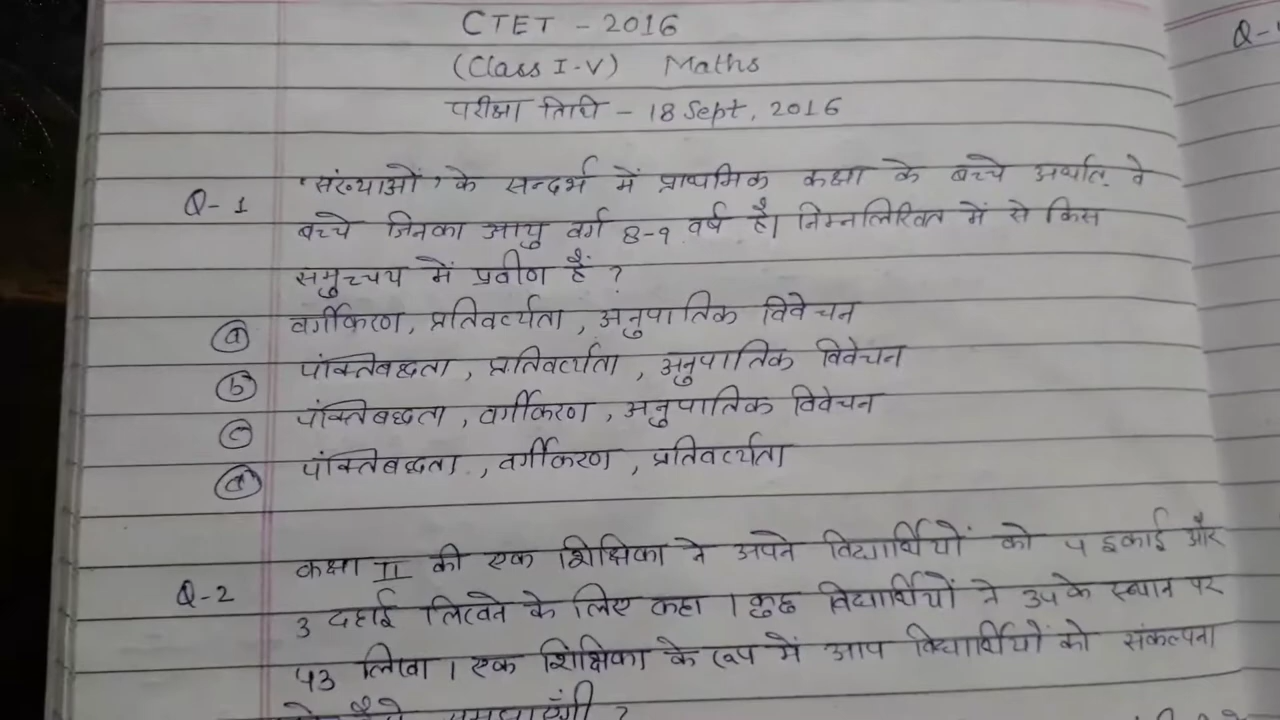 CTET - 2016
(Class I-V) Maths
परीक्षा तिथि - 18 Sept, 2016
Q-1 'संख्याओं' के सन्दर्भ में प्राथमिक कक्षा के बच्चे अर्थात् वे
बच्चे जिनका आयु वर्ग 8-9 वर्ष है। निम्नलिखित में से किस
समुच्चय में प्रवीण हैं ?
(a) वर्गीकरण, प्रतिवर्त्यता, अनुपातिक विवेचन
(b) पंक्तिबद्धता, प्रतिवर्त्यता, अनुपातिक विवेचन
(c) पंक्तिबद्धता, वर्गीकरण, अनुपातिक विवेचन
(d) पंक्तिबद्धता, वर्गीकरण, प्रतिवर्त्यता
Q-2 कक्षा II की एक शिक्षिका ने अपने विद्यार्थियों को 4 इकाई और
3 दहाई लिखने के लिए कहा । कुछ विद्यार्थियों ने 34 के स्थान पर
43 लिखा । एक शिक्षिका के रूप में आप विद्यार्थियों को संकल्पना
Q-